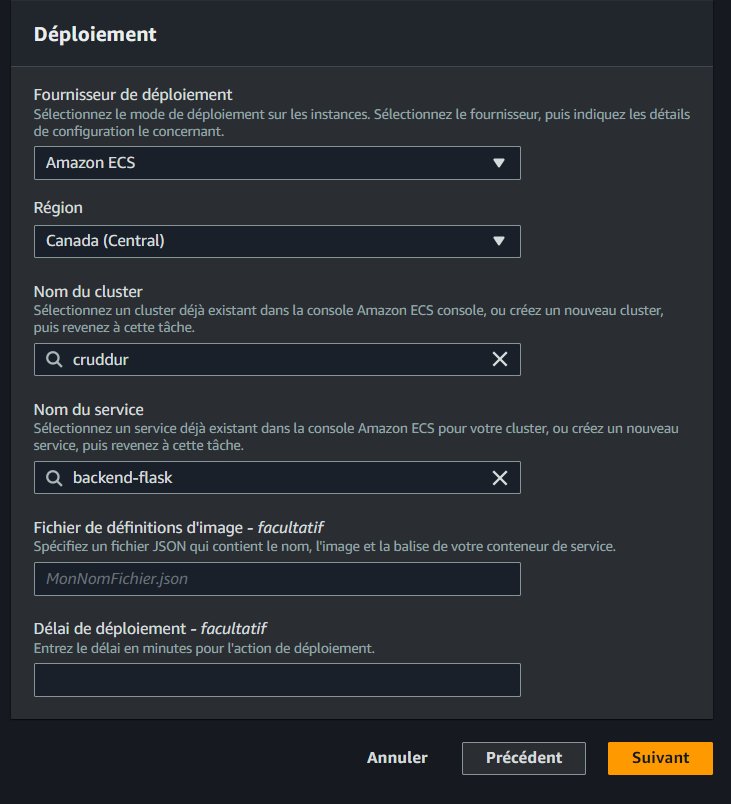 Déploiement
Fournisseur de déploiement
Sélectionnez le mode de déploiement sur les instances. Sélectionnez le fournisseur, puis indiquez les détails
de configuration le concernant.
Amazon ECS
Région
Canada (Central)
Nom du cluster
Sélectionnez un cluster déjà existant dans la console Amazon ECS console, ou créez un nouveau cluster,
puis revenez à cette tâche.
cruddur
Nom du service
Sélectionnez un service déjà existant dans la console Amazon ECS pour votre cluster, ou créez un nouveau
service, puis revenez à cette tâche.
backend-flask
Fichier de définitions d'image - facultatif
Spécifiez un fichier JSON qui contient le nom, l'image et la balise de votre conteneur de service.
MonNomFichier.json
Délai de déploiement - facultatif
Entrez le délai en minutes pour l'action de déploiement.
Annuler Précédent Suivant